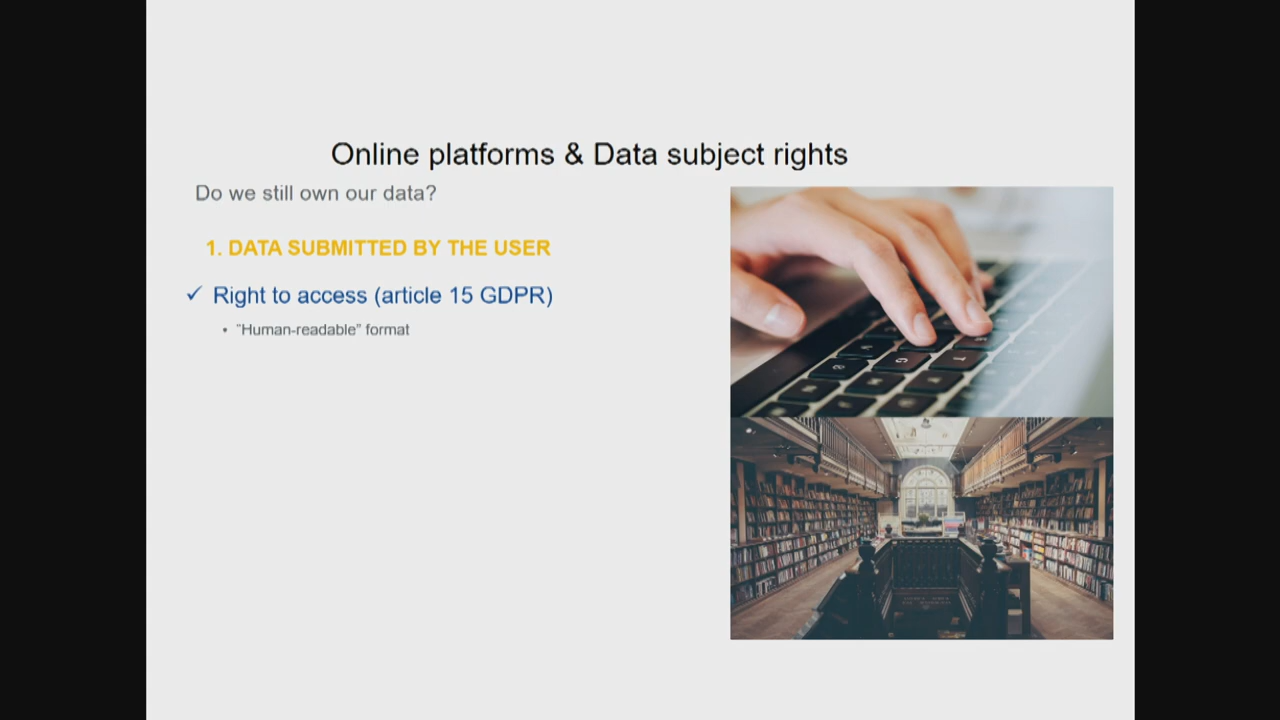 Online platforms & Data subject rights
Do we still own our data?
1. DATA SUBMITTED BY THE USER
✓ Right to access (article 15 GDPR)
• "Human-readable” format